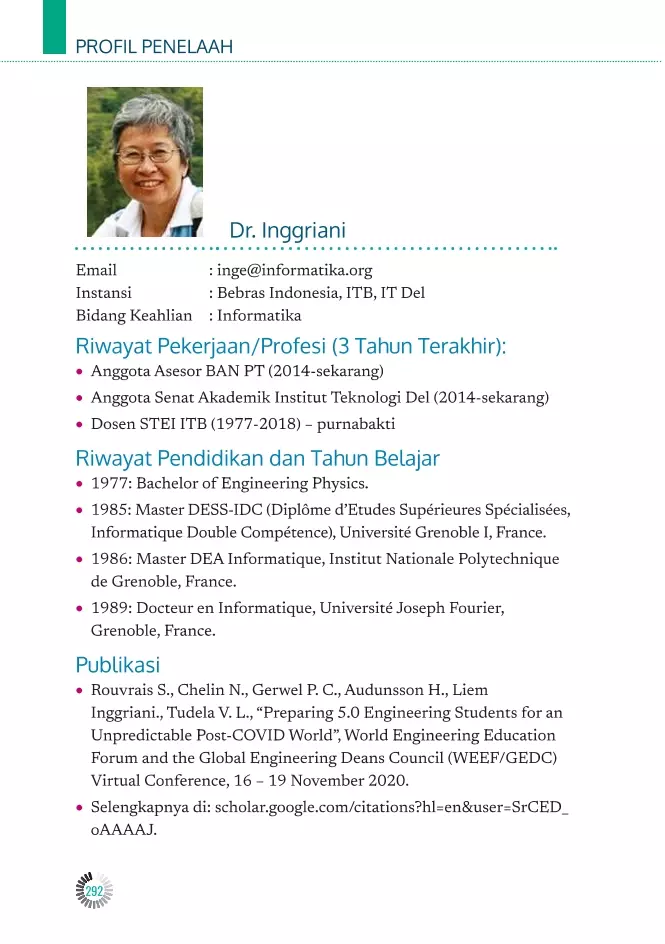 PROFIL PENELAAH
Dr. Inggriani
Email : inge@informatika.org
Instansi : Bebras Indonesia, ITB, IT Del
Bidang Keahlian : Informatika
Riwayat Pekerjaan/Profesi (3 Tahun Terakhir):
• Anggota Asesor BAN PT (2014-sekarang)
• Anggota Senat Akademik Institut Teknologi Del (2014-sekarang)
• Dosen STEI ITB (1977-2018) – purnabakti
Riwayat Pendidikan dan Tahun Belajar
• 1977: Bachelor of Engineering Physics.
• 1985: Master DESS-IDC (Diplôme d’Etudes Supérieures Spécialisées,
Informatique Double Compétence), Université Grenoble I, France.
• 1986: Master DEA Informatique, Institut Nationale Polytechnique
de Grenoble, France.
• 1989: Docteur en Informatique, Université Joseph Fourier,
Grenoble, France.
Publikasi
• Rouvrais S., Chelin N., Gerwel P. C., Audunsson H., Liem
Inggriani., Tudela V. L., “Preparing 5.0 Engineering Students for an
Unpredictable Post-COVID World”, World Engineering Education
Forum and the Global Engineering Deans Council (WEEF/GEDC)
Virtual Conference, 16 – 19 November 2020.
• Selengkapnya di: scholar.google.com/citations?hl=en&user=SrCED_
oAAAAJ.
292